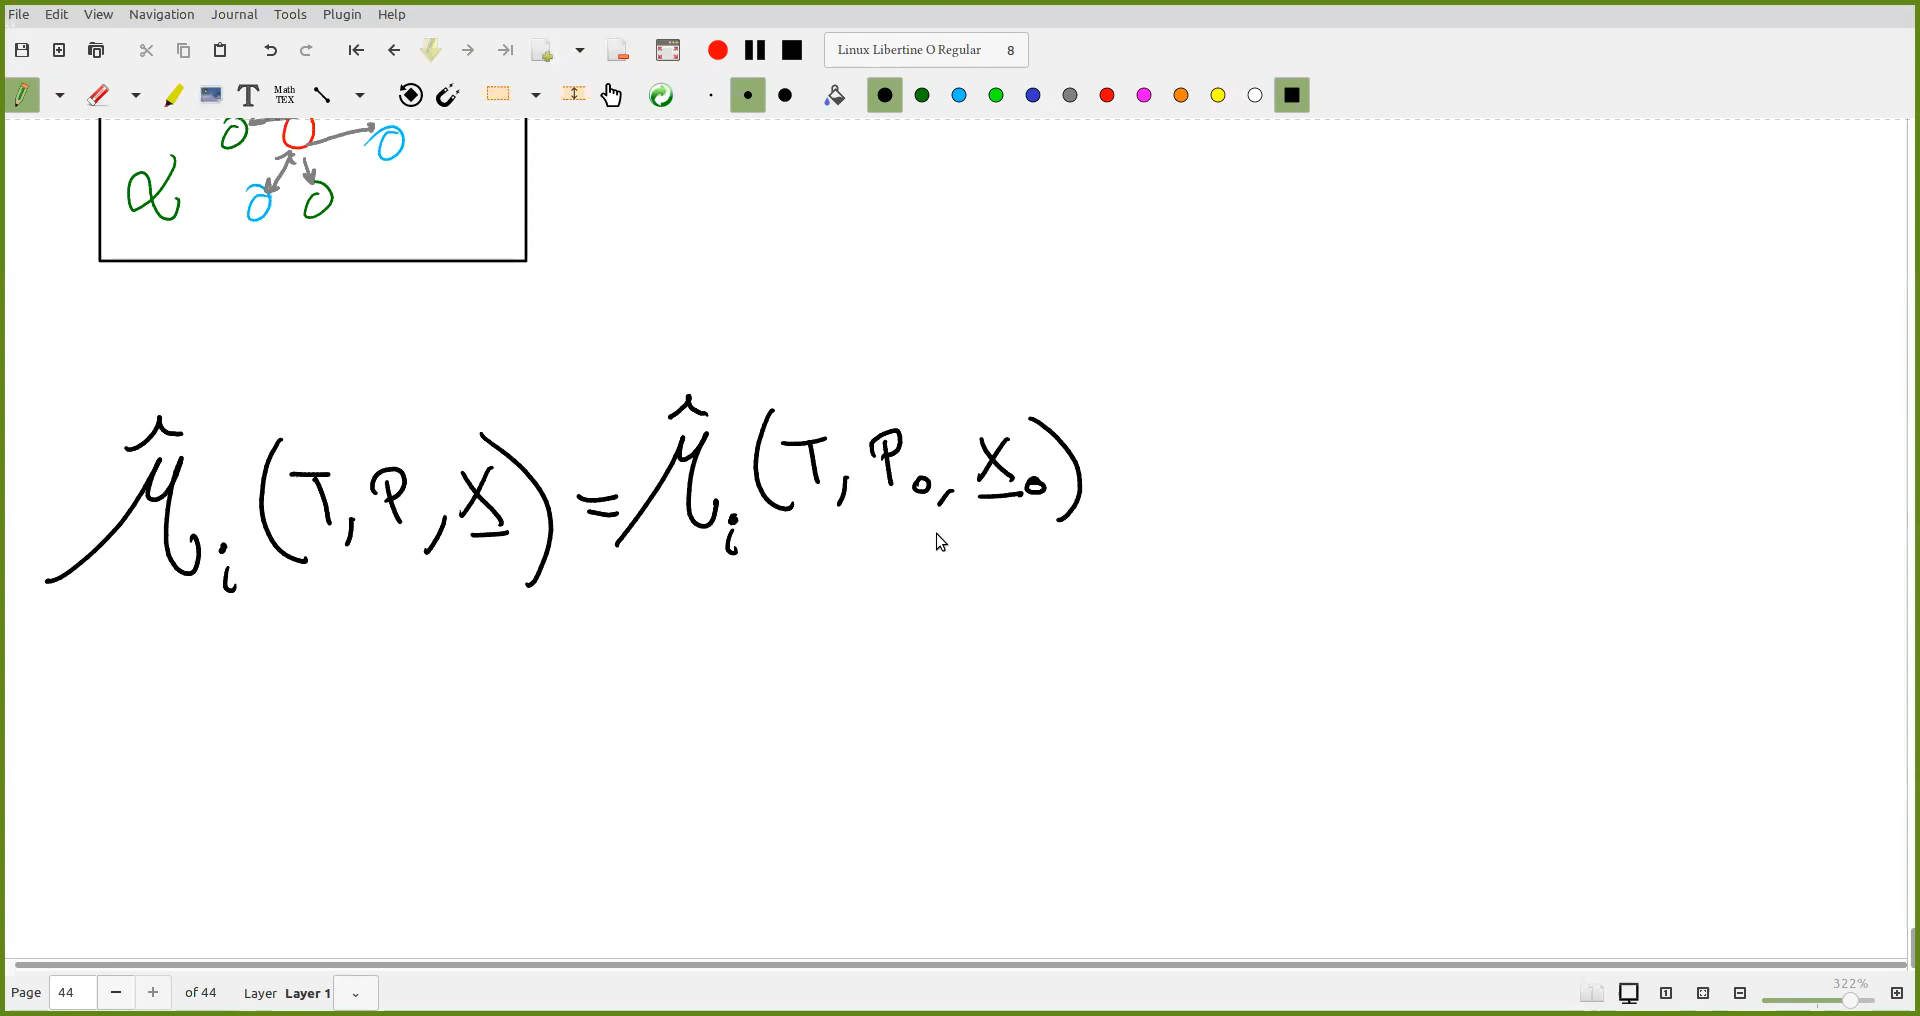 File Edit View Navigation Journal Tools Plugin Help
Linux Libertine O Regular 8
T Math TEX
α
μ̂ᵢ(T, P, X̲) = μ̂ᵢ(T, P₀, X̲₀)
322%
Page 44 − + of 44 Layer Layer 1